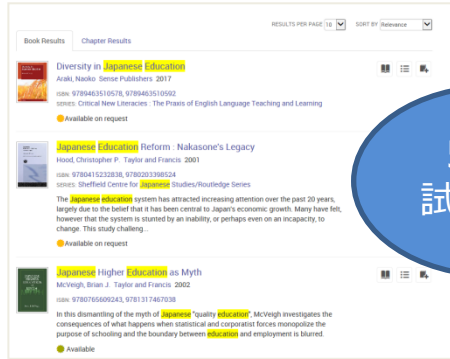 RESULTS PER PAGE 10 SORT BY Relevance
Book Results Chapter Results
Diversity in Japanese Education
Araki, Naoko Sense Publishers 2017
ISBN: 9789463510578, 9789463510592
SERIES: Critical New Literacies : The Praxis of English Language Teaching and Learning
Available on request
Japanese Education Reform : Nakasone's Legacy
Hood, Christopher P. Taylor and Francis 2001
ISBN: 9780415232838, 9780203398524
SERIES: Sheffield Centre for Japanese Studies/Routledge Series
The Japanese education system has attracted increasing attention over the past 20 years,
largely due to the belief that it has been central to Japan's economic growth. Many have felt,
however that the system is stunted by an inability, or perhaps even on an incapacity, to
change. This study challeng...
Available on request
Japanese Higher Education as Myth
McVeigh, Brian J. Taylor and Francis 2002
ISBN: 9780765609243, 9781317467038
In this dismantling of the myth of Japanese "quality education", McVeigh investigates the
consequences of what happens when statistical and corporatist forces monopolize the
purpose of schooling and the boundary between education and employment is blurred.
Available
試